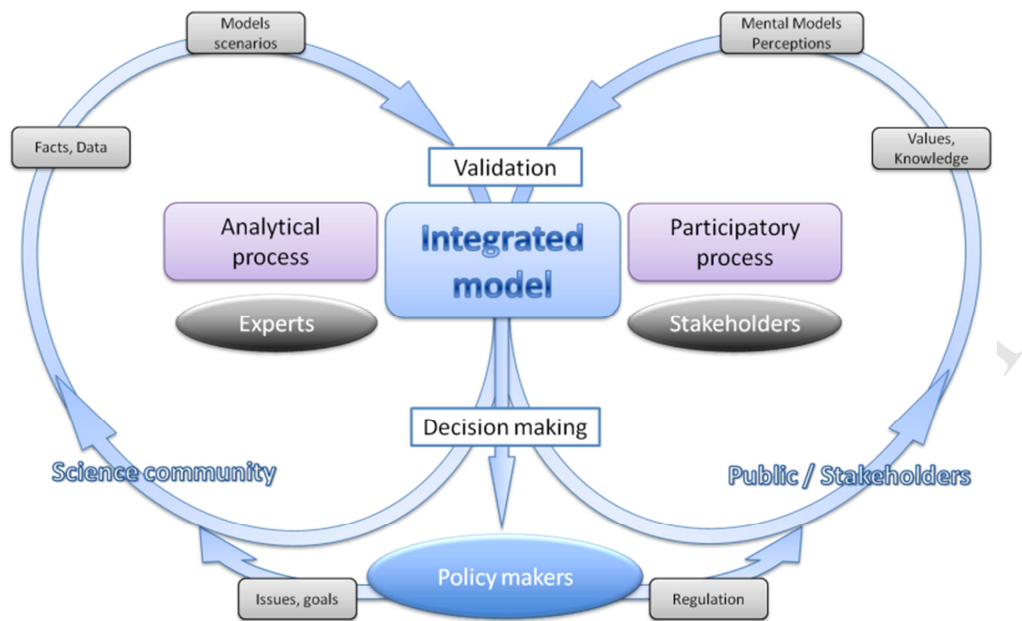 Models
scenarios
Mental Models
Perceptions
Facts, Data
Values,
Knowledge
Validation
Analytical
process
Integrated
model
Participatory
process
Experts
Stakeholders
Decision making
Science community
Public / Stakeholders
Policy makers
Issues, goals
Regulation